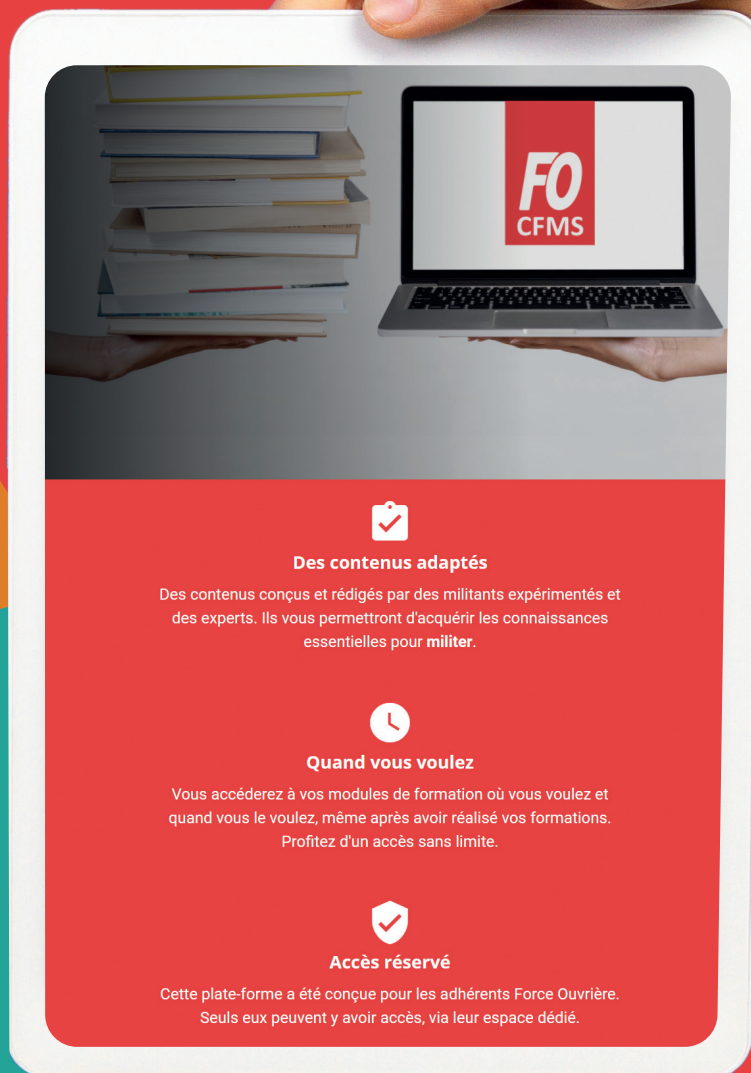 FO
CFMS
Des contenus adaptés
Des contenus conçus et rédigés par des militants expérimentés et
des experts. Ils vous permettront d'acquérir les connaissances
essentielles pour militer.
Quand vous voulez
Vous accéderez à vos modules de formation où vous voulez et
quand vous le voulez, même après avoir réalisé vos formations.
Profitez d'un accès sans limite.
Accès réservé
Cette plate-forme a été conçue pour les adhérents Force Ouvrière.
Seuls eux peuvent y avoir accès, via leur espace dédié.